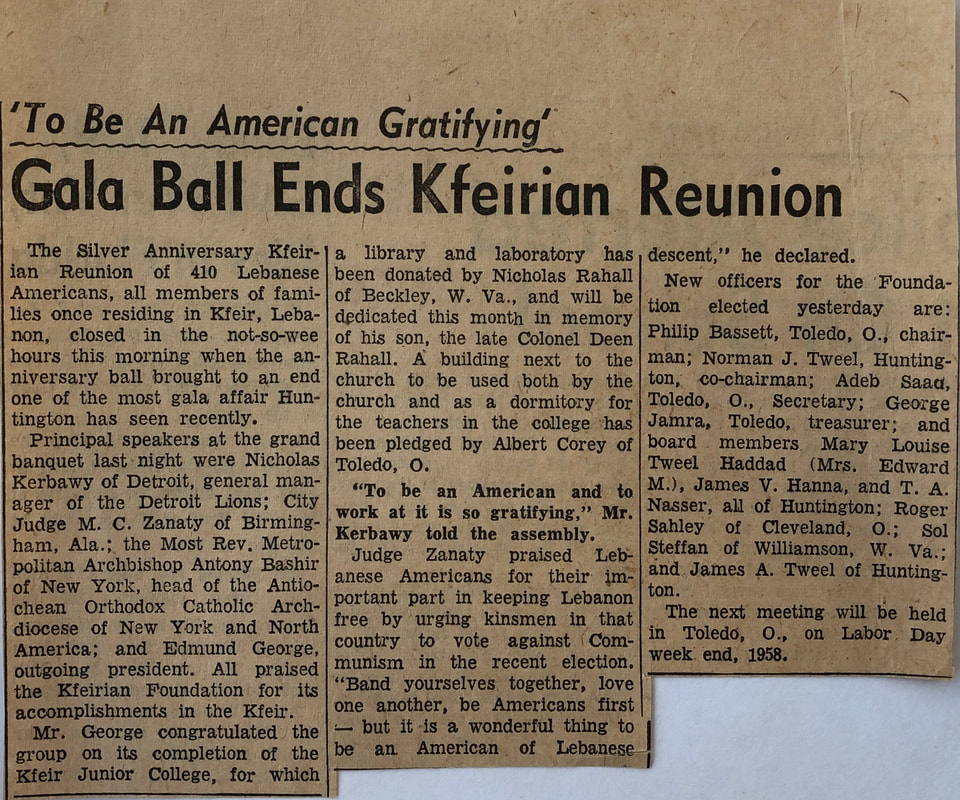 'To Be An American Gratifying'
Gala Ball Ends Kfeirian Reunion
The Silver Anniversary Kfeir-
ian Reunion of 410 Lebanese
Americans, all members of fami-
lies once residing in Kfeir, Leba-
non, closed in the not-so-wee
hours this morning when the an-
niversary ball brought to an end
one of the most gala affair Hun-
tington has seen recently.
Principal speakers at the grand
banquet last night were Nicholas
Kerbawy of Detroit, general man-
ager of the Detroit Lions; City
Judge M. C. Zanaty of Birming-
ham, Ala.; the Most Rev. Metro-
politan Archbishop Antony Bashir
of New York, head of the Antio-
chean Orthodox Catholic Arch-
diocese of New York and North
America; and Edmund George,
outgoing president. All praised
the Kfeirian Foundation for its
accomplishments in the Kfeir.
Mr. George congratulated the
group on its completion of the
Kfeir Junior College, for which
a library and laboratory has
been donated by Nicholas Rahall
of Beckley, W. Va., and will be
dedicated this month in memory
of his son, the late Colonel Deen
Rahall. A building next to the
church to be used both by the
church and as a dormitory for
the teachers in the college has
been pledged by Albert Corey of
Toledo, O.
"To be an American and to
work at it is so gratifying," Mr.
Kerbawy told the assembly.
Judge Zanaty praised Leb-
anese Americans for their im-
portant part in keeping Lebanon
free by urging kinsmen in that
country to vote against Com-
munism in the recent election.
"Band yourselves together, love
one another, be Americans first
— but it is a wonderful thing to
be an American of Lebanese
descent," he declared.
New officers for the Founda-
tion elected yesterday are:
Philip Bassett, Toledo, O., chair-
man; Norman J. Tweel, Hunting-
ton, co-chairman; Adeb Saad,
Toledo, O., Secretary; George
Jamra, Toledo, treasurer; and
board members Mary Louise
Tweel Haddad (Mrs. Edward
M.), James V. Hanna, and T. A.
Nasser, all of Huntington; Roger
Sahley of Cleveland, O.; Sol
Steffan of Williamson, W. Va.;
and James A. Tweel of Hunting-
ton.
The next meeting will be held
in Toledo, O., on Labor Day
week end, 1958.